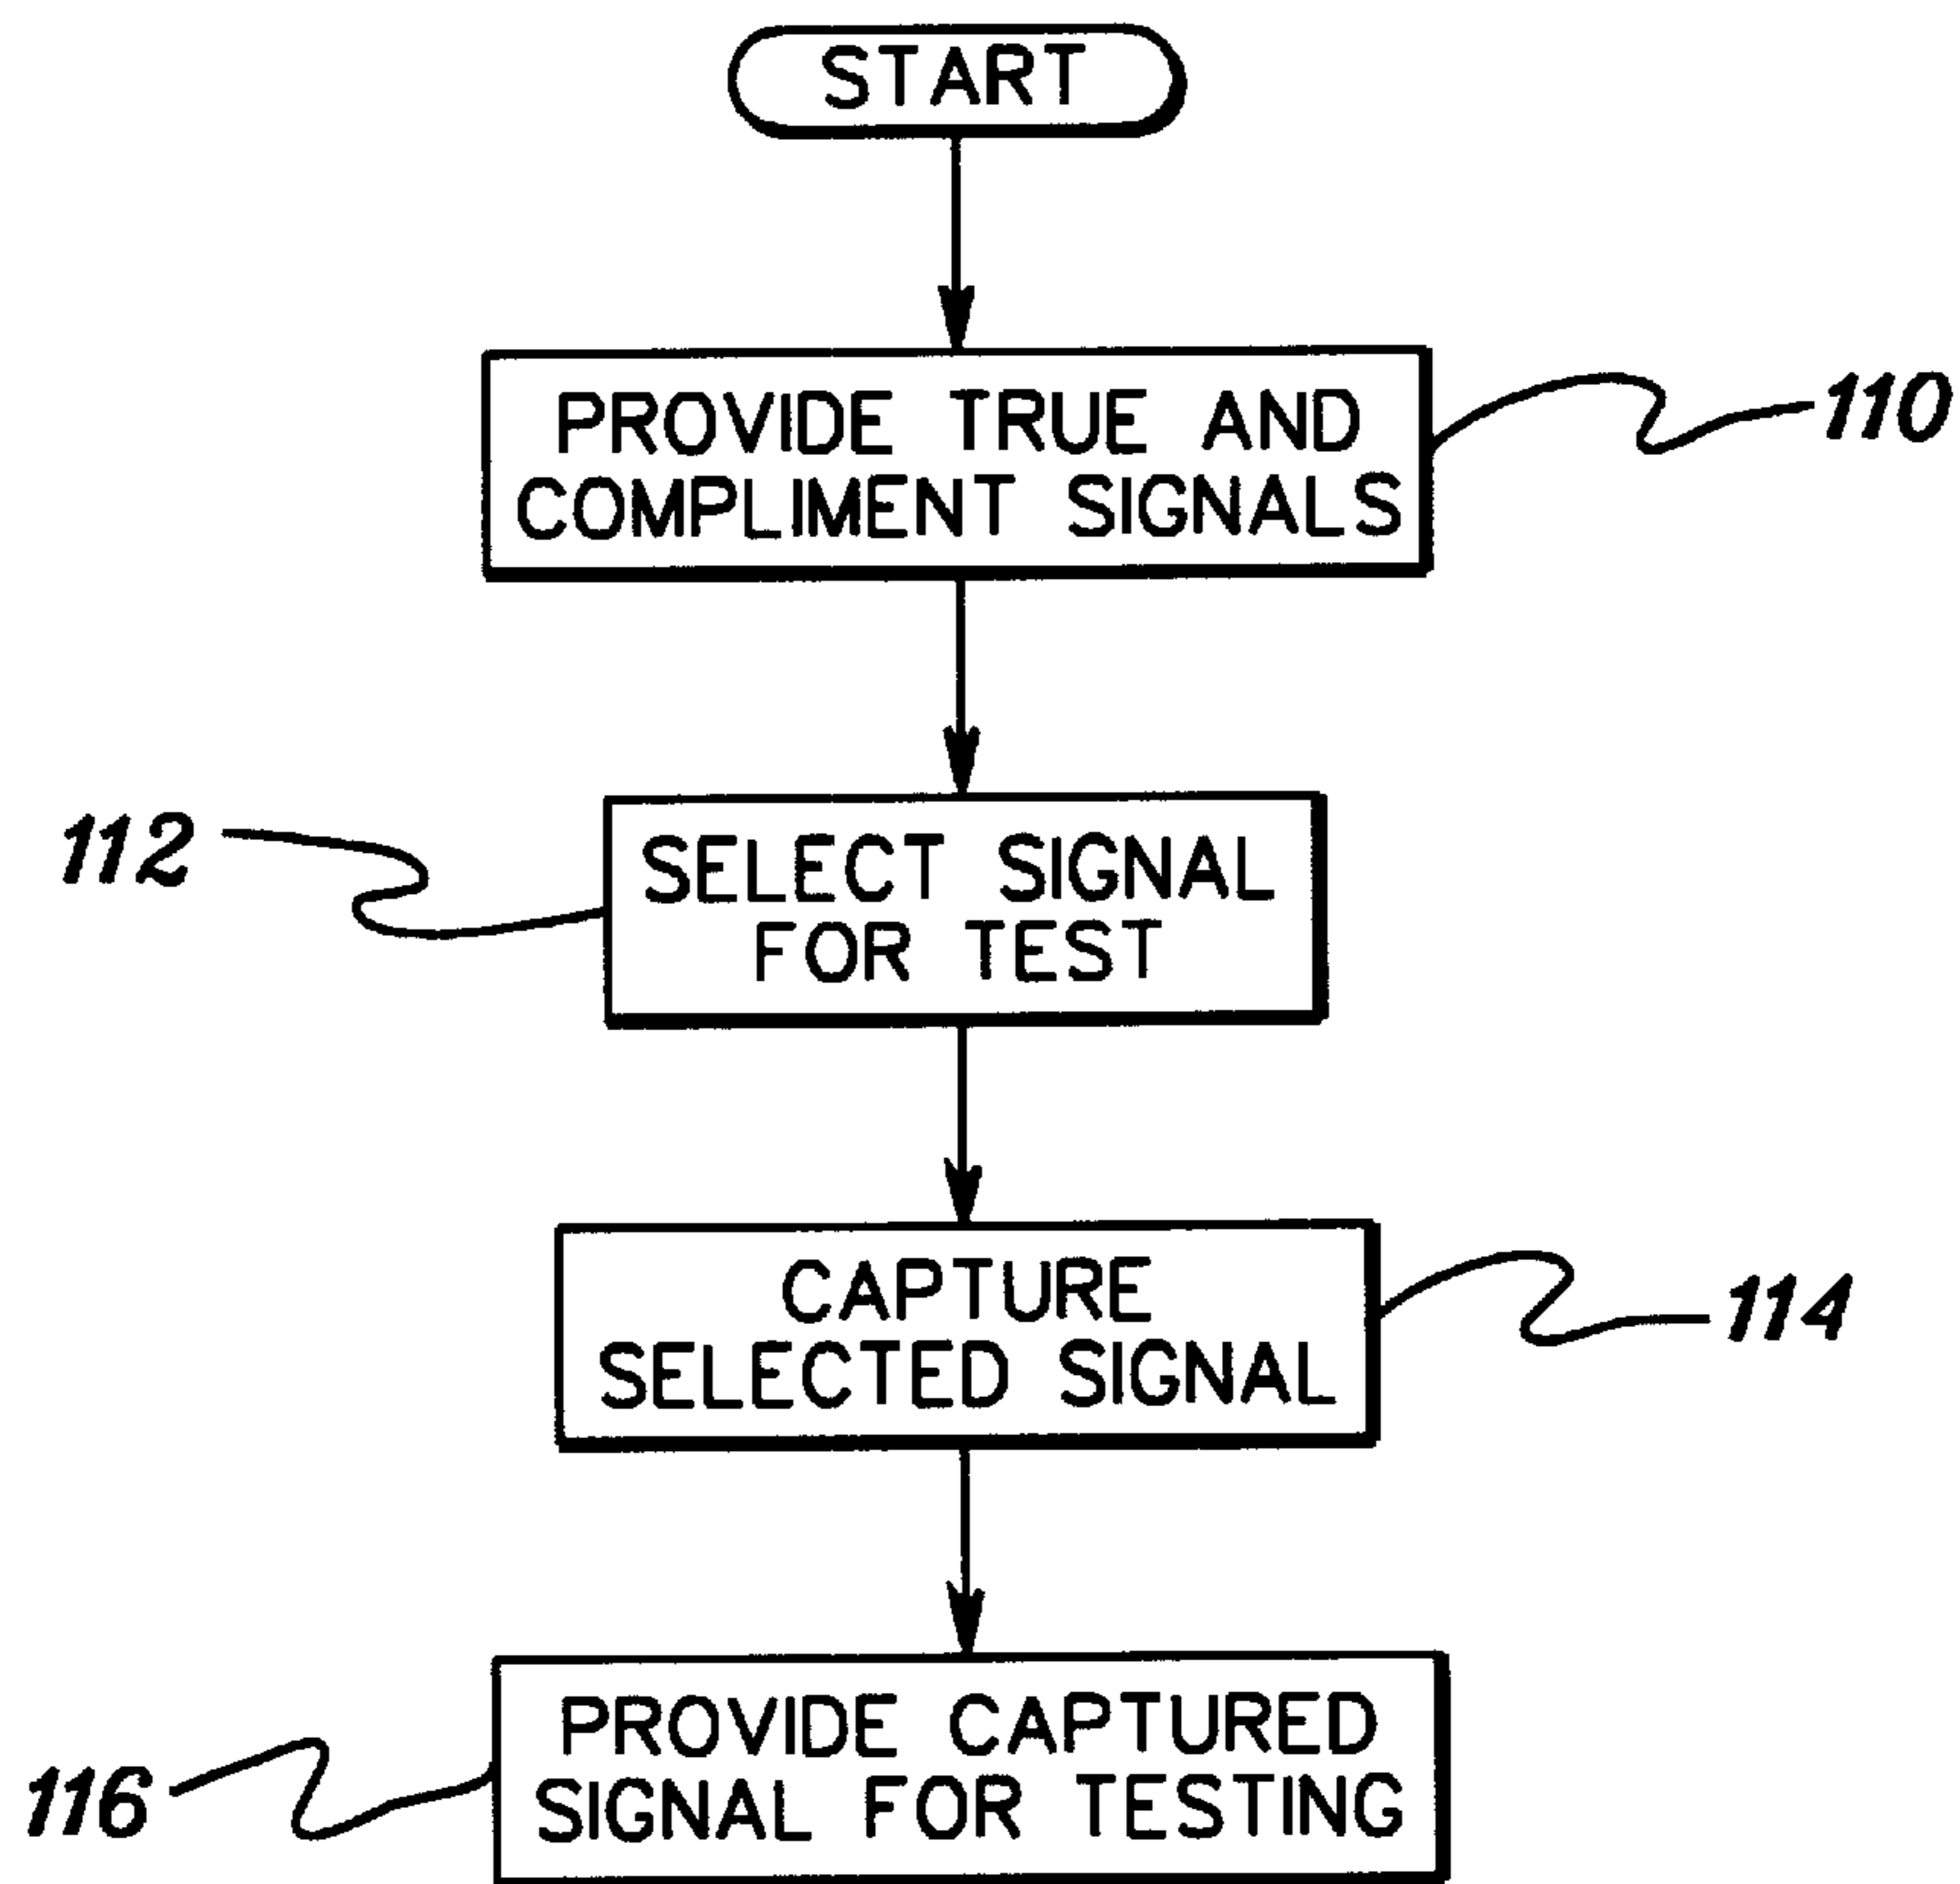 START
PROVIDE TRUE AND
COMPLIMENT SIGNALS
110
112
SELECT SIGNAL
FOR TEST
CAPTURE
SELECTED SIGNAL
114
PROVIDE CAPTURED
SIGNAL FOR TESTING
116